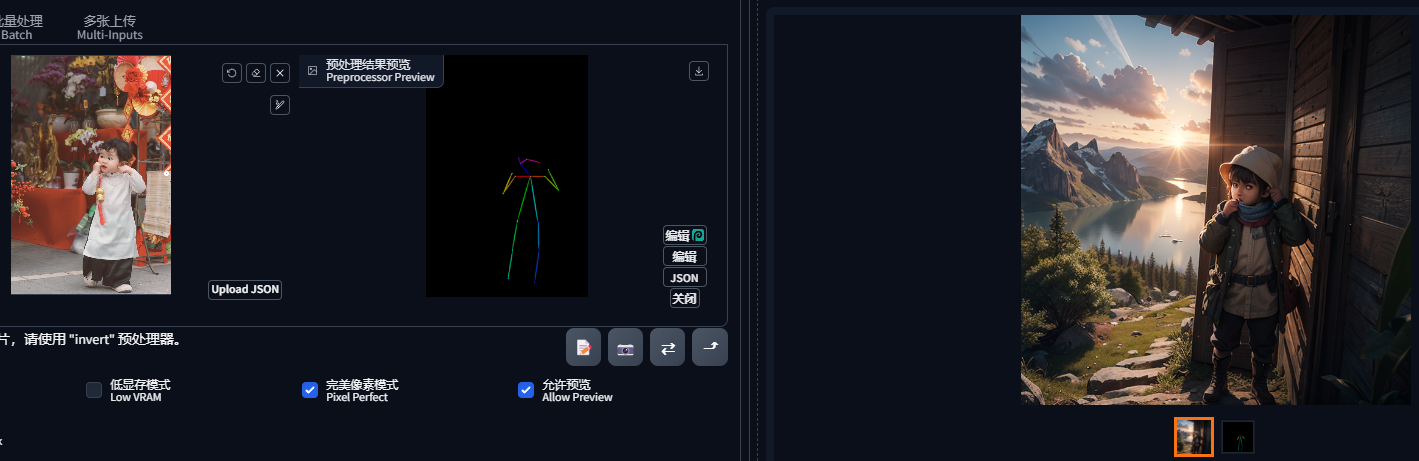 量处理
多张上传
Batch
Multi-Inputs
预处理结果预览
Preprocessor Preview
编辑
编辑
JSON
关闭
Upload JSON
片，请使用 "invert" 预处理器。
低显存模式
Low VRAM
完美像素模式
Pixel Perfect
允许预览
Allow Preview